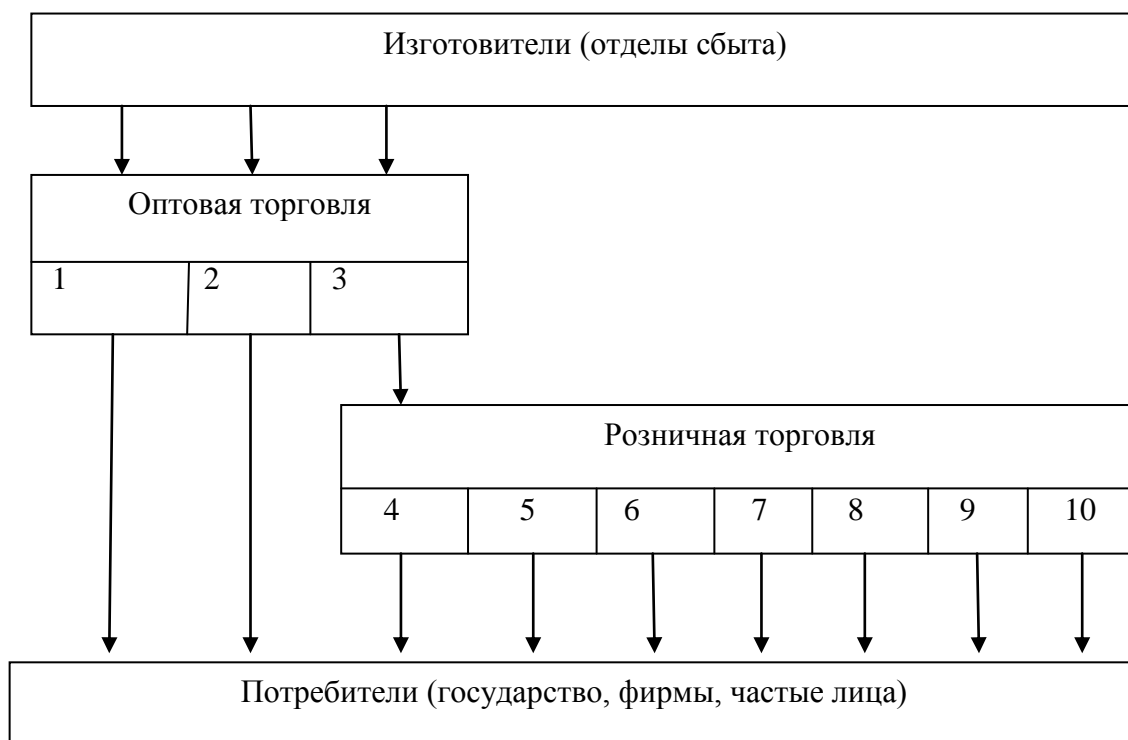 Изготовители (отделы сбыта)
Оптовая торговля
1 2 3
Розничная торговля
4 5 6 7 8 9 10
Потребители (государство, фирмы, частые лица)